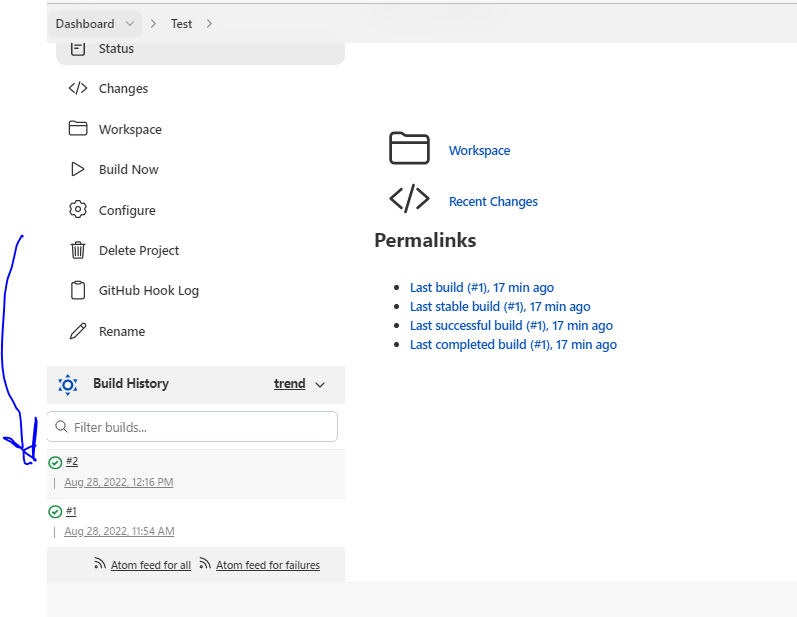 Dashboard
Test
Status
Changes
Workspace
Build Now
Configure
Delete Project
GitHub Hook Log
Rename
Build History
trend
Filter builds...
#2
Aug 28, 2022, 12:16 PM
#1
Aug 28, 2022, 11:54 AM
Atom feed for all
Atom feed for failures
Workspace
Recent Changes
Permalinks
Last build (#1), 17 min ago
Last stable build (#1), 17 min ago
Last successful build (#1), 17 min ago
Last completed build (#1), 17 min ago